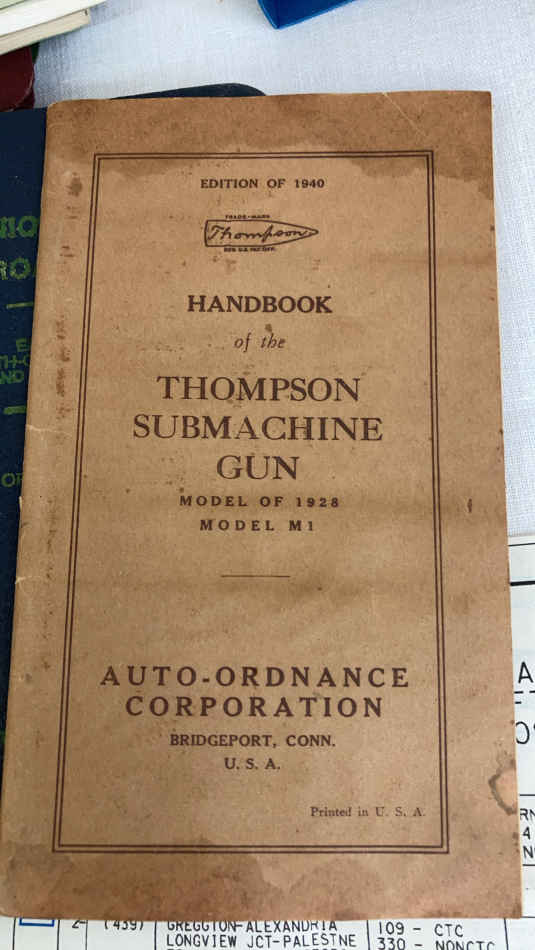 EDITION OF 1940
TRADE-MARK
Thompson
REG. U.S. PAT. OFF.
HANDBOOK
of the
THOMPSON
SUBMACHINE
GUN
MODEL OF 1928
MODEL M1
AUTO-ORDNANCE
CORPORATION
BRIDGEPORT, CONN.
U. S. A.
Printed in U. S. A.
(439)
GREGGTON-ALEXANDRIA
LONGVIEW JCT-PALESTNE
109 - CTC
330 - NONCTC